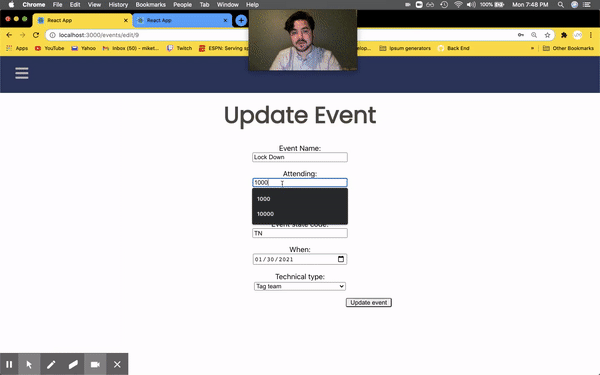 Chrome File Edit View History Bookmarks People Tab Window Help 100% Mon 7:48 PM
React App React App
localhost:3000/events/edit/9
Apps Music Yahoo Inbox (50) - miket... Twitch ESPN: Serving sp... develop... Ipsum generators Back End Other Bookmarks
Update Event
Event Name:
Lock Down
Attending:
1000
1000
10000
Event state code:
TN
When:
01/30/2021
Technical type:
Tag team
Update event